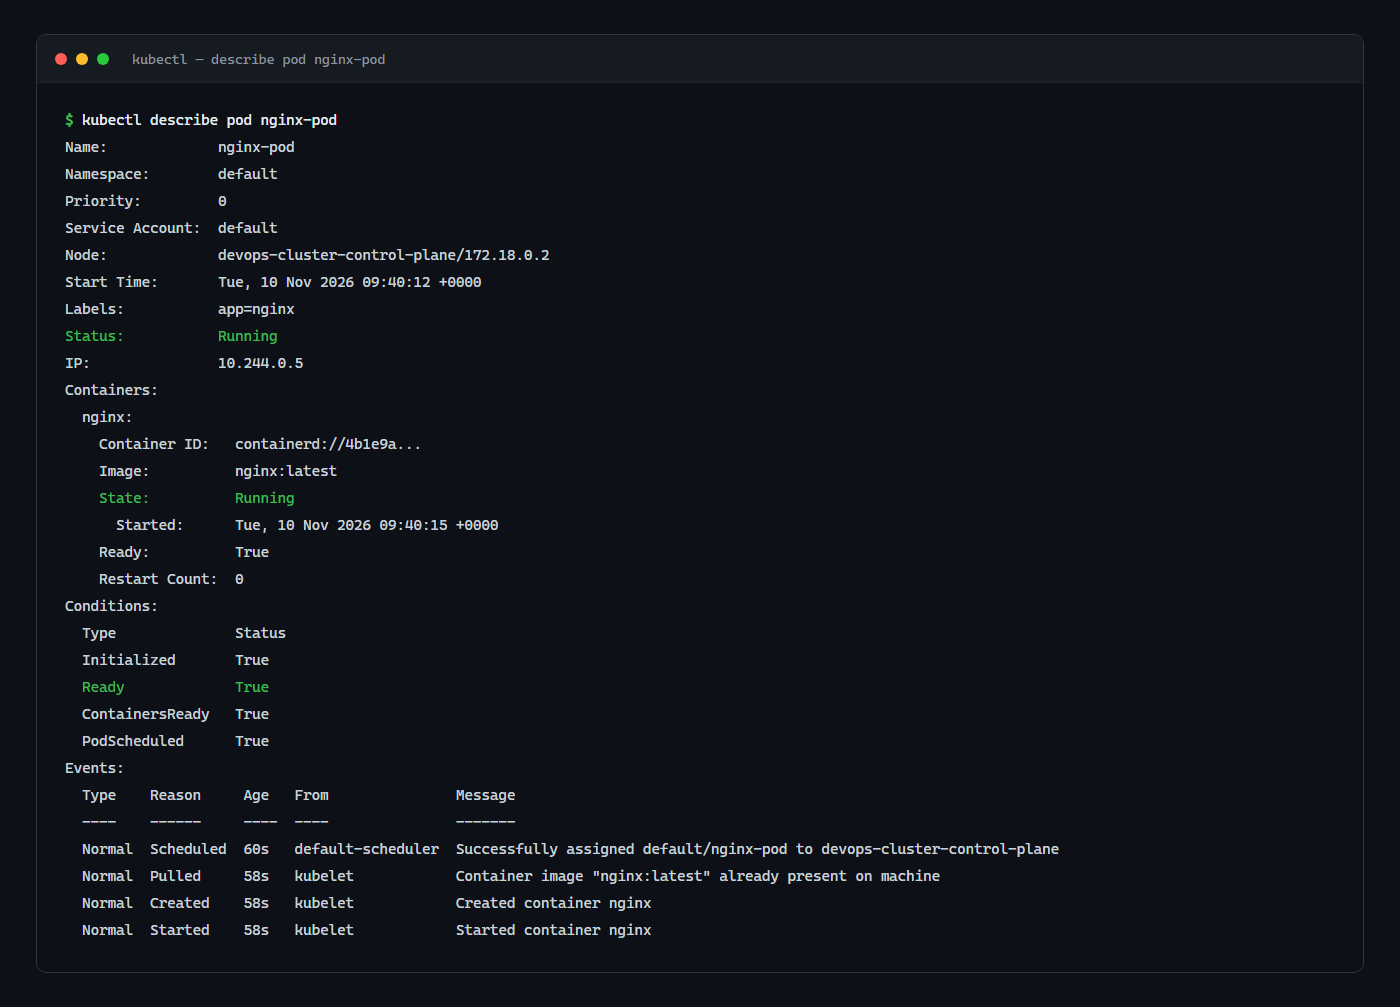 kubectl — describe pod nginx-pod
$ kubectl describe pod nginx-pod
Name:             nginx-pod
Namespace:        default
Priority:         0
Service Account:  default
Node:             devops-cluster-control-plane/172.18.0.2
Start Time:       Tue, 10 Nov 2026 09:40:12 +0000
Labels:           app=nginx
Status:           Running
IP:               10.244.0.5
Containers:
  nginx:
    Container ID:   containerd://4b1e9a...
    Image:          nginx:latest
    State:          Running
      Started:      Tue, 10 Nov 2026 09:40:15 +0000
    Ready:          True
    Restart Count:  0
Conditions:
  Type              Status
  Initialized       True
  Ready             True
  ContainersReady   True
  PodScheduled      True
Events:
  Type    Reason     Age   From               Message
  ----    ------     ----  ----               -------
  Normal  Scheduled  60s   default-scheduler  Successfully assigned default/nginx-pod to devops-cluster-control-plane
  Normal  Pulled     58s   kubelet            Container image "nginx:latest" already present on machine
  Normal  Created    58s   kubelet            Created container nginx
  Normal  Started    58s   kubelet            Started container nginx